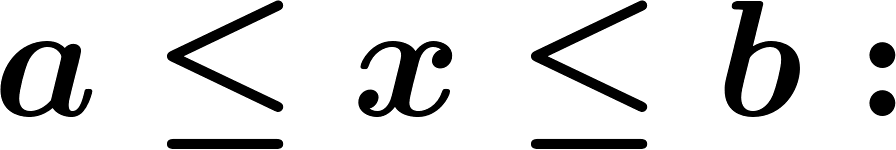 a ≤ x ≤ b :